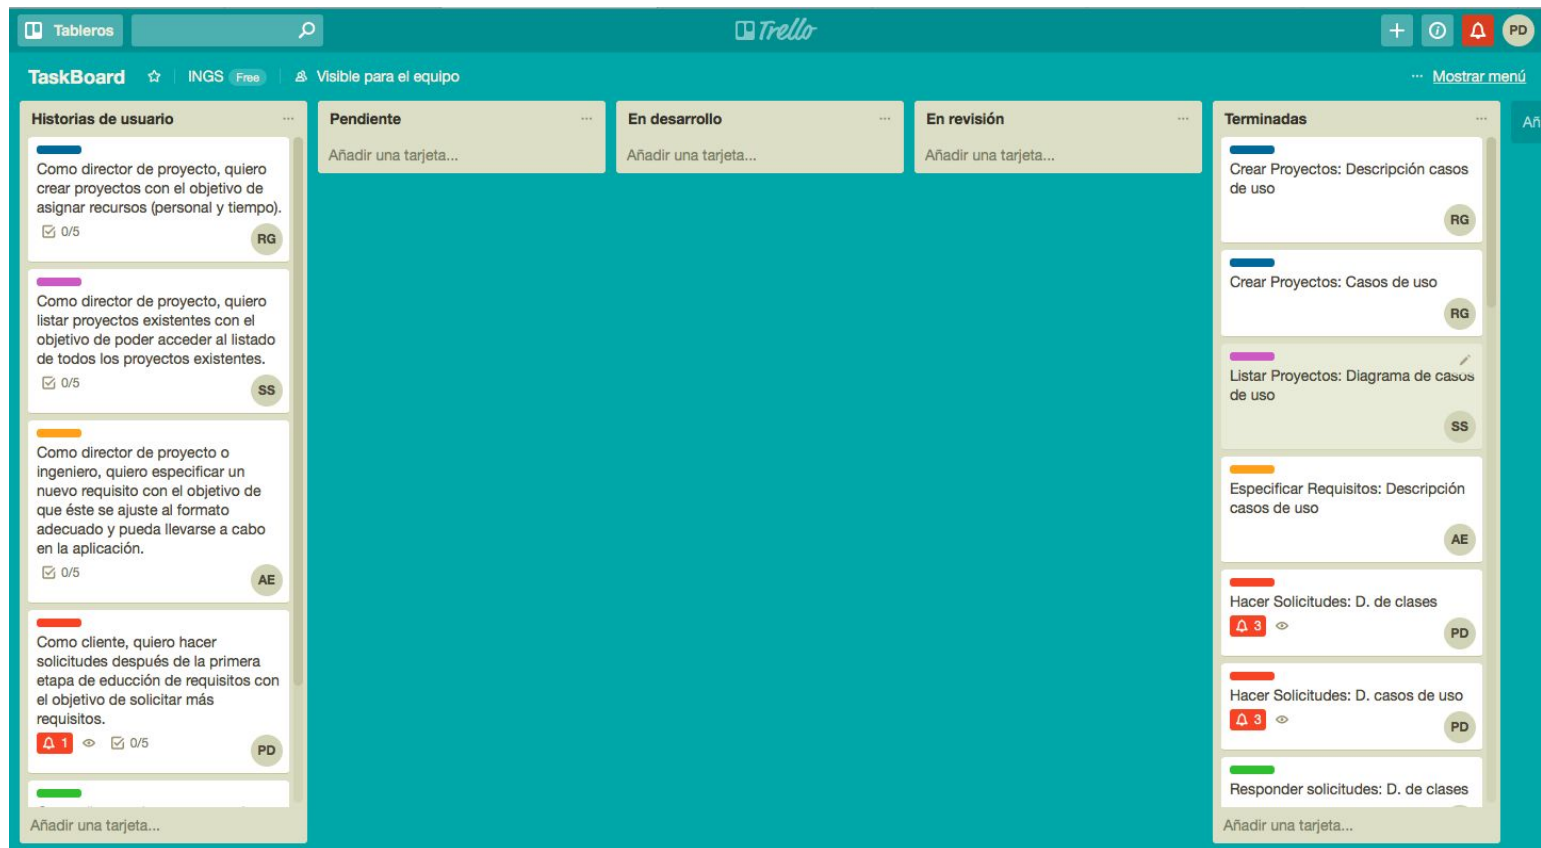 Tableros
Trello
PD
TaskBoard
INGS Free
Visible para el equipo
... Mostrar menú
Historias de usuario
Como director de proyecto, quiero
crear proyectos con el objetivo de
asignar recursos (personal y tiempo).
0/5
RG
Como director de proyecto, quiero
listar proyectos existentes con el
objetivo de poder acceder al listado
de todos los proyectos existentes.
0/5
SS
Como director de proyecto o
ingeniero, quiero especificar un
nuevo requisito con el objetivo de
que éste se ajuste al formato
adecuado y pueda llevarse a cabo
en la aplicación.
0/5
AE
Como cliente, quiero hacer
solicitudes después de la primera
etapa de educción de requisitos con
el objetivo de solicitar más
requisitos.
1
0/5
PD
Añadir una tarjeta...
Pendiente
Añadir una tarjeta...
En desarrollo
Añadir una tarjeta...
En revisión
Añadir una tarjeta...
Terminadas
Crear Proyectos: Descripción casos
de uso
RG
Crear Proyectos: Casos de uso
RG
Listar Proyectos: Diagrama de casos
de uso
SS
Especificar Requisitos: Descripción
casos de uso
AE
Hacer Solicitudes: D. de clases
3
PD
Hacer Solicitudes: D. casos de uso
3
PD
Responder solicitudes: D. de clases
Añadir una tarjeta...
Añ